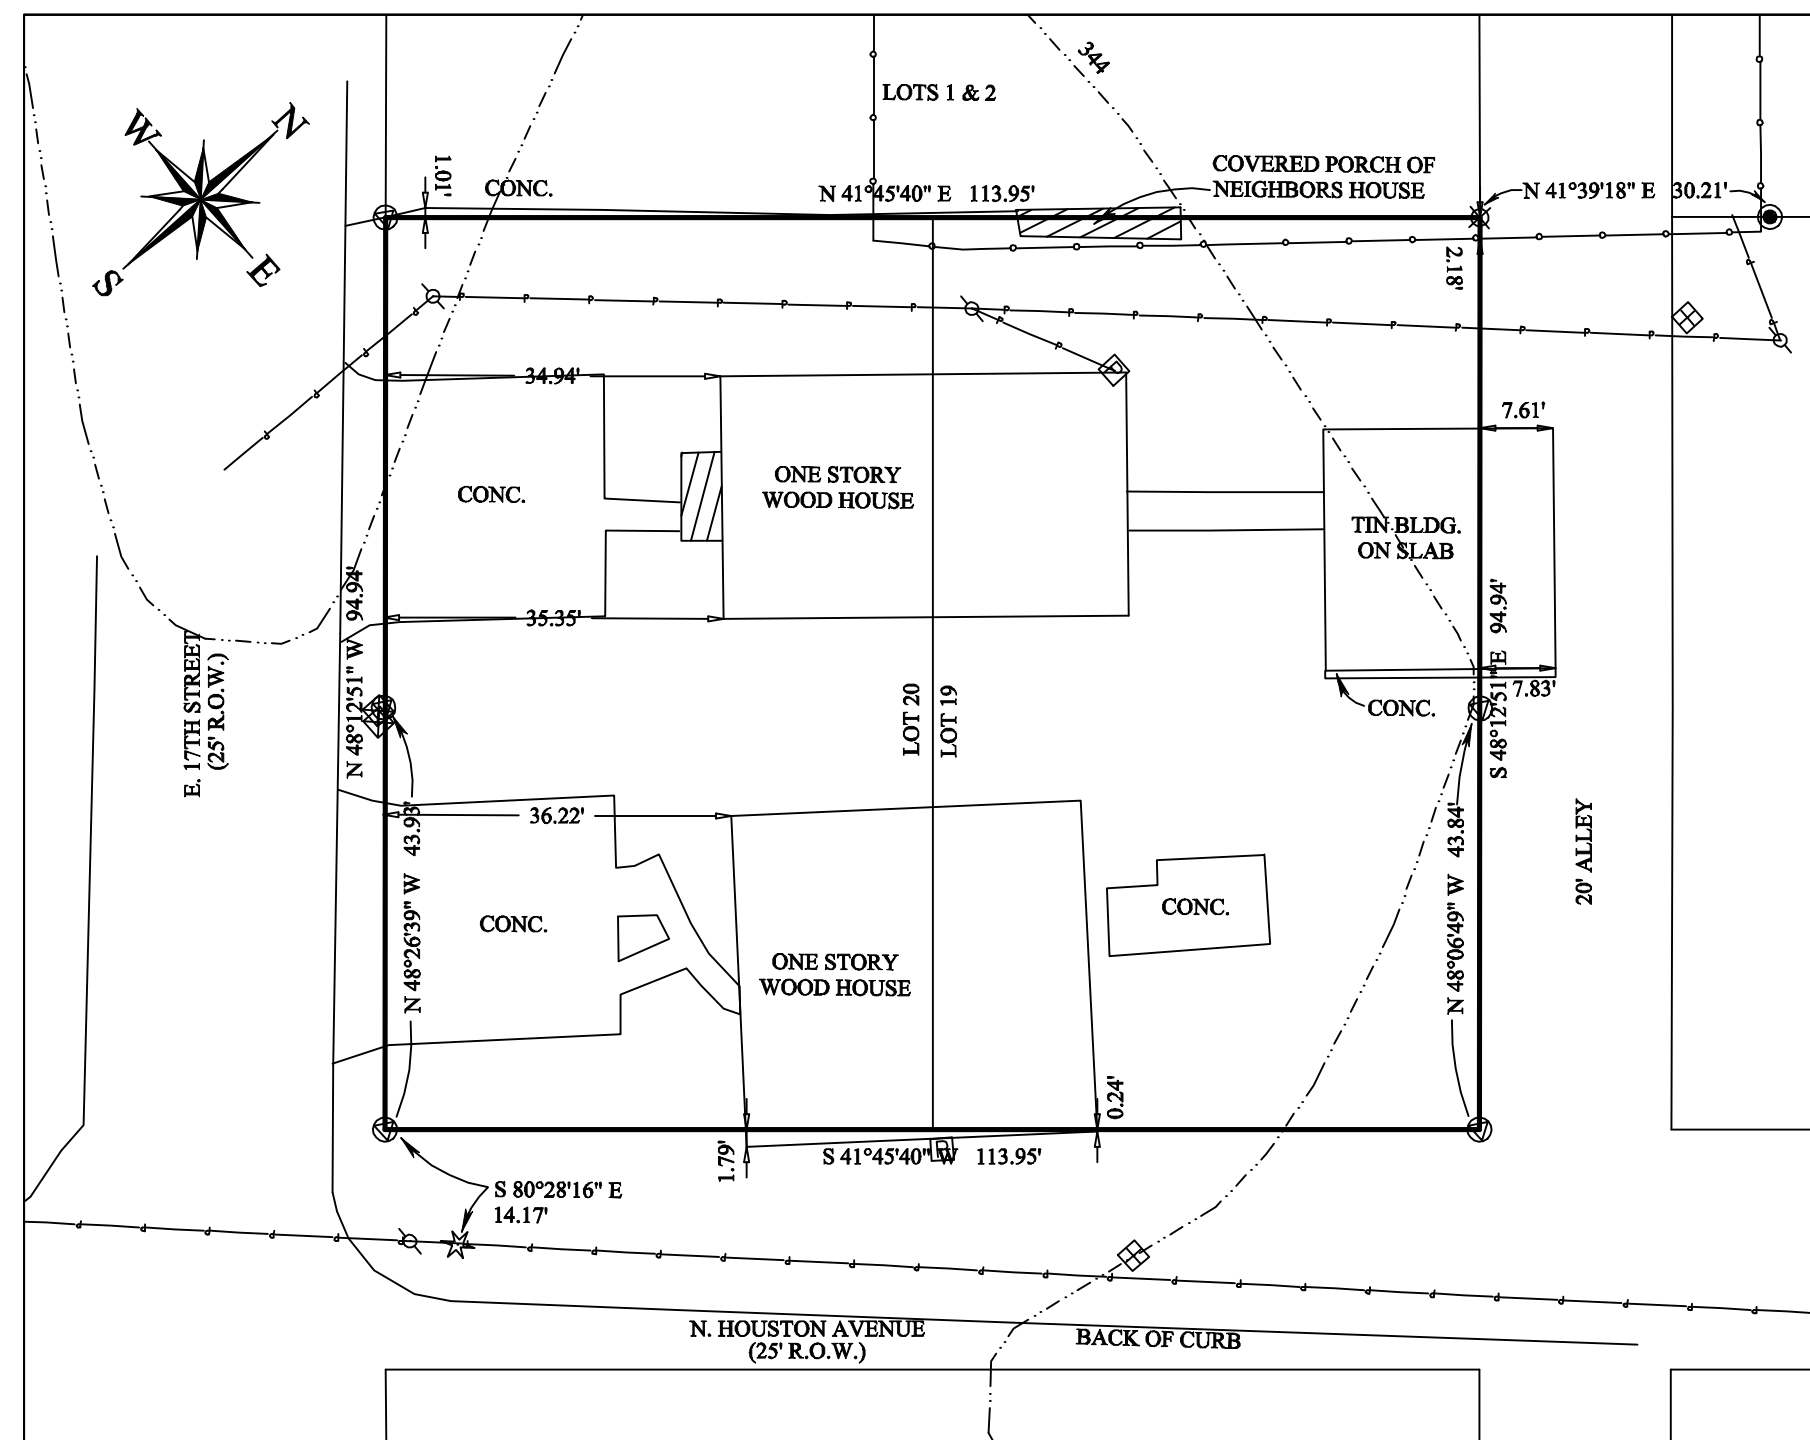 344
LOTS 1 & 2
N
W
S
E
1.01'
CONC.
N 41°45'40" E 113.95'
COVERED PORCH OF
NEIGHBORS HOUSE
N 41°39'18" E 30.21'
2.18'
34.94'
7.61'
CONC.
ONE STORY
WOOD HOUSE
TIN BLDG.
ON SLAB
35.35'
E. 17TH STREET
(25' R.O.W.)
N 48°12'51" W 94.94'
LOT 20
LOT 19
S 48°12'51" E 94.94'
7.83'
CONC.
36.22'
N 48°26'39" W 43.93'
CONC.
ONE STORY
WOOD HOUSE
CONC.
N 48°06'49" W 43.84'
20' ALLEY
0.24'
1.79'
S 41°45'40" W 113.95'
S 80°28'16" E
14.17'
N. HOUSTON AVENUE
(25' R.O.W.)
BACK OF CURB